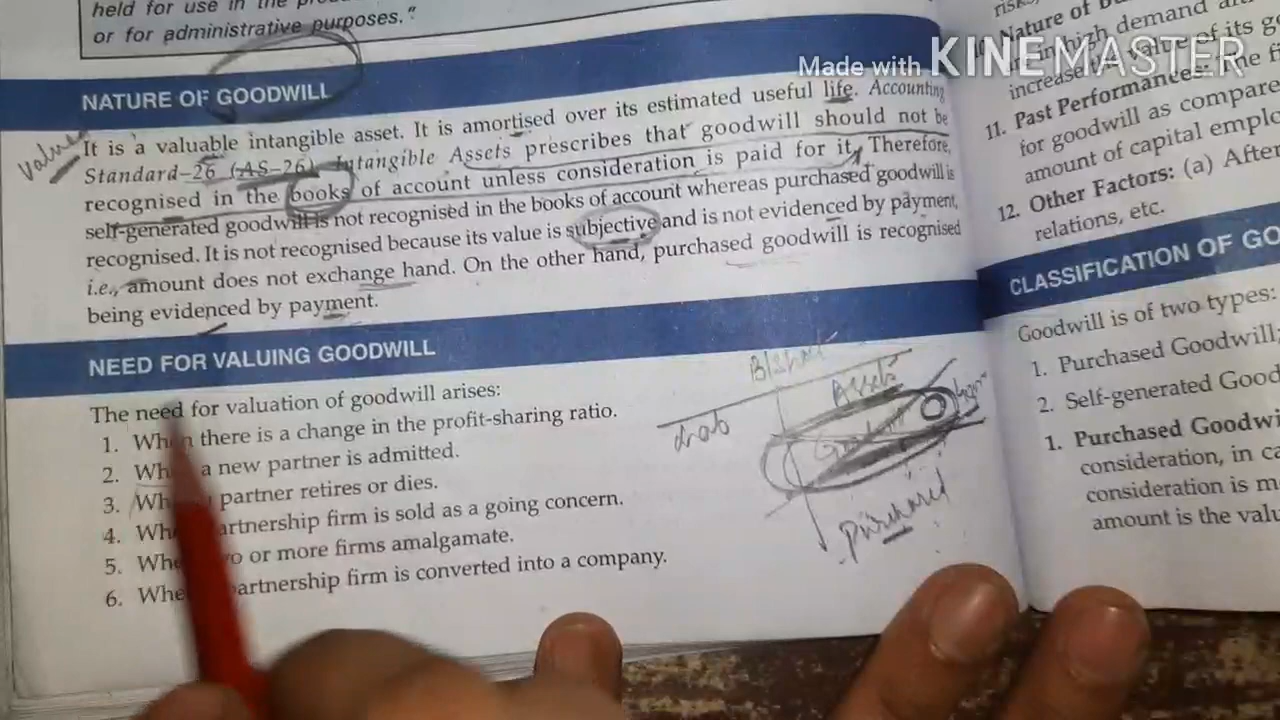 held for use in the
or for administrative purposes."
Made with KINEMASTER
NATURE OF GOODWILL
Value
It is a valuable intangible asset. It is amortised over its estimated useful life. Accounting
Standard–26 (AS–26) Intangible Assets prescribes that goodwill should not be
recognised in the books of account unless consideration is paid for it. Therefore,
self-generated goodwill is not recognised in the books of account whereas purchased goodwill is
recognised. It is not recognised because its value is subjective and is not evidenced by payment,
i.e., amount does not exchange hand. On the other hand, purchased goodwill is recognised
being evidenced by payment.
NEED FOR VALUING GOODWILL
The need for valuation of goodwill arises:
1. When there is a change in the profit-sharing ratio.
2. When a new partner is admitted.
3. When partner retires or dies.
4. When partnership firm is sold as a going concern.
5. When two or more firms amalgamate.
6. When partnership firm is converted into a company.
Assets
Purchased
Nature of
in high demand
increase the value of its
11. Past Performances: The
for goodwill as compare
amount of capital emplo
12. Other Factors: (a) After
relations, etc.
CLASSIFICATION OF GO
Goodwill is of two types:
1. Purchased Goodwill,
2. Self-generated Good
1. Purchased Goodwi
consideration, in ca
consideration is m
amount is the valu